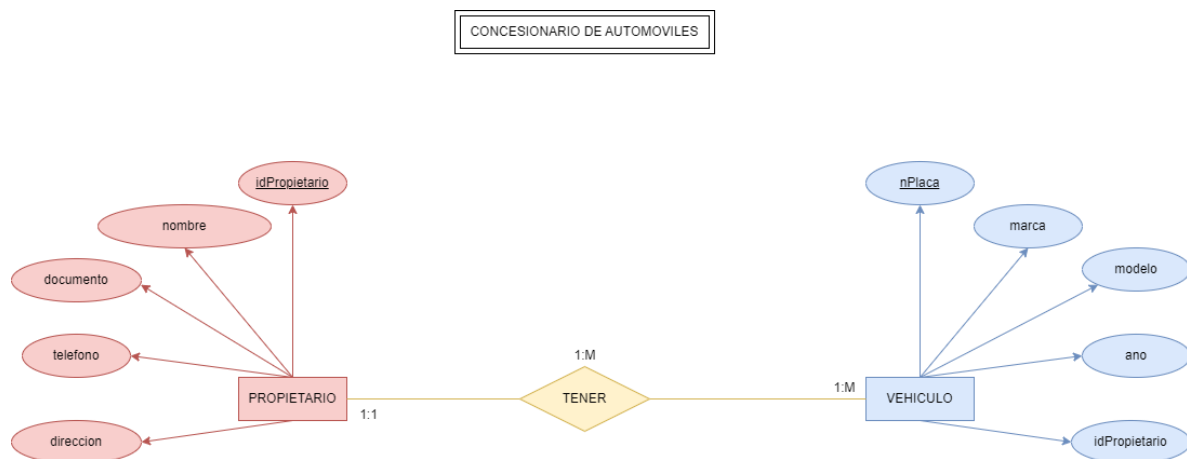 CONCESIONARIO DE AUTOMOVILES
idPropietario
nPlaca
nombre
marca
documento
modelo
telefono
ano
1:M
PROPIETARIO
TENER
VEHICULO
1:1
1:M
direccion
idPropietario